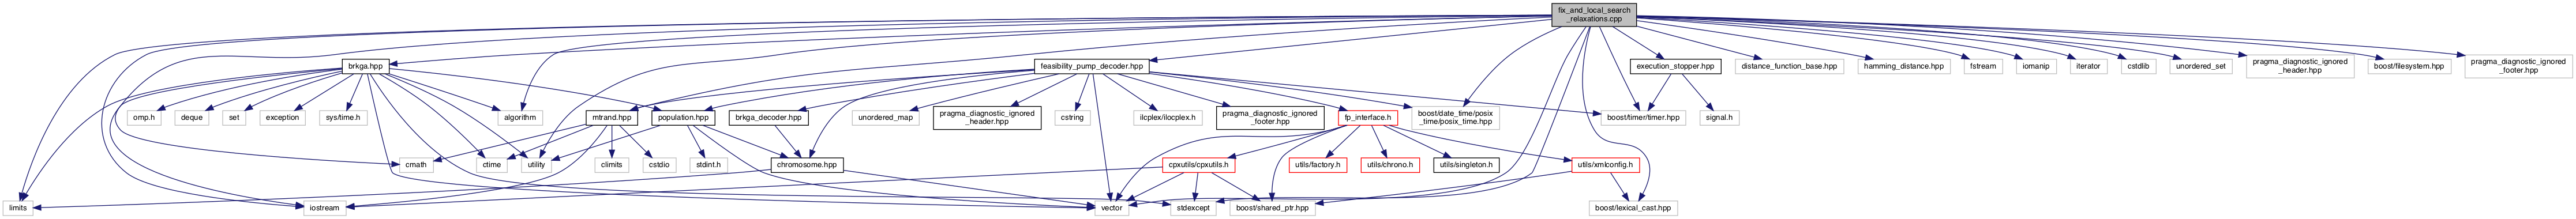 fix_and_local_search
_relaxations.cpp
brkga.hpp
feasibility_pump_decoder.hpp
execution_stopper.hpp
distance_function_base.hpp
hamming_distance.hpp
fstream
iomanip
iterator
cstdlib
unordered_set
pragma_diagnostic_ignored
_header.hpp
boost/filesystem.hpp
pragma_diagnostic_ignored
_footer.hpp
omp.h
deque
set
exception
sys/time.h
algorithm
mtrand.hpp
population.hpp
brkga_decoder.hpp
unordered_map
pragma_diagnostic_ignored
_header.hpp
cstring
ilcplex/ilocplex.h
pragma_diagnostic_ignored
_footer.hpp
fp_interface.h
boost/date_time/posix
_time/posix_time.hpp
boost/timer/timer.hpp
signal.h
cmath
ctime
utility
climits
cstdio
stdint.h
chromosome.hpp
cpxutils/cpxutils.h
utils/factory.h
utils/chrono.h
utils/singleton.h
utils/xmlconfig.h
limits
iostream
vector
stdexcept
boost/shared_ptr.hpp
boost/lexical_cast.hpp